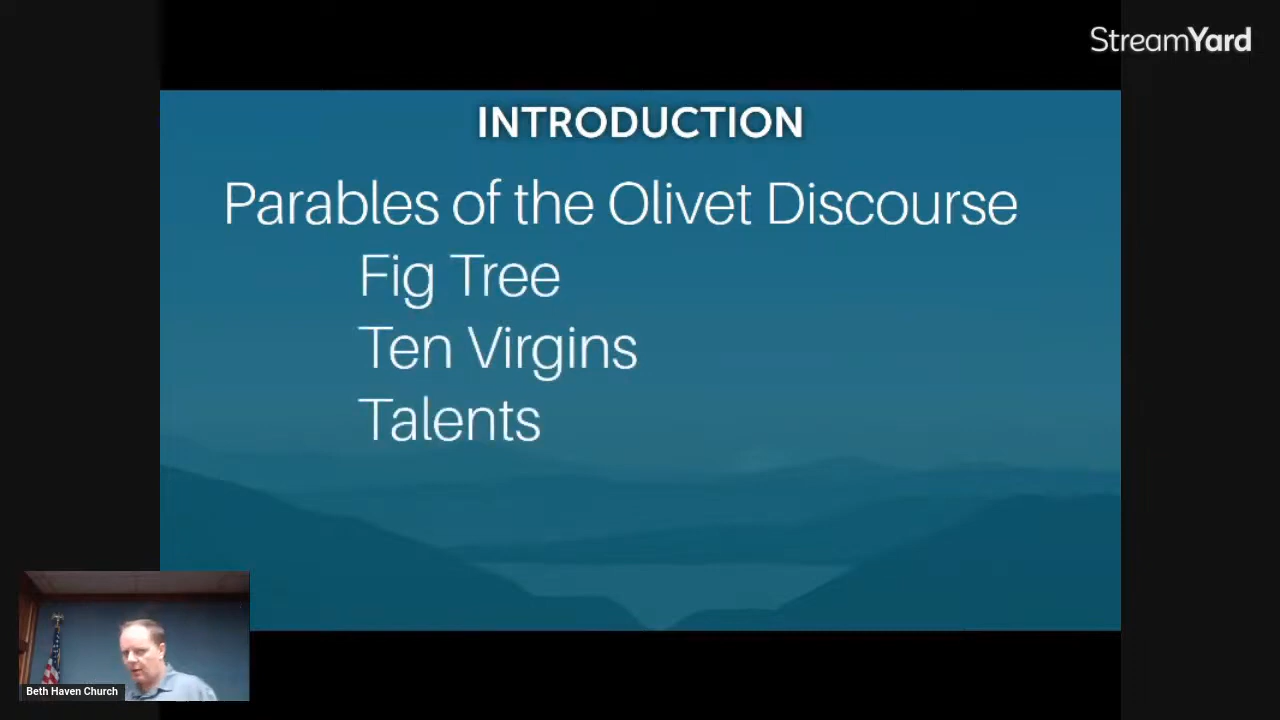 StreamYard
INTRODUCTION
Parables of the Olivet Discourse
Fig Tree
Ten Virgins
Talents
Beth Haven Church